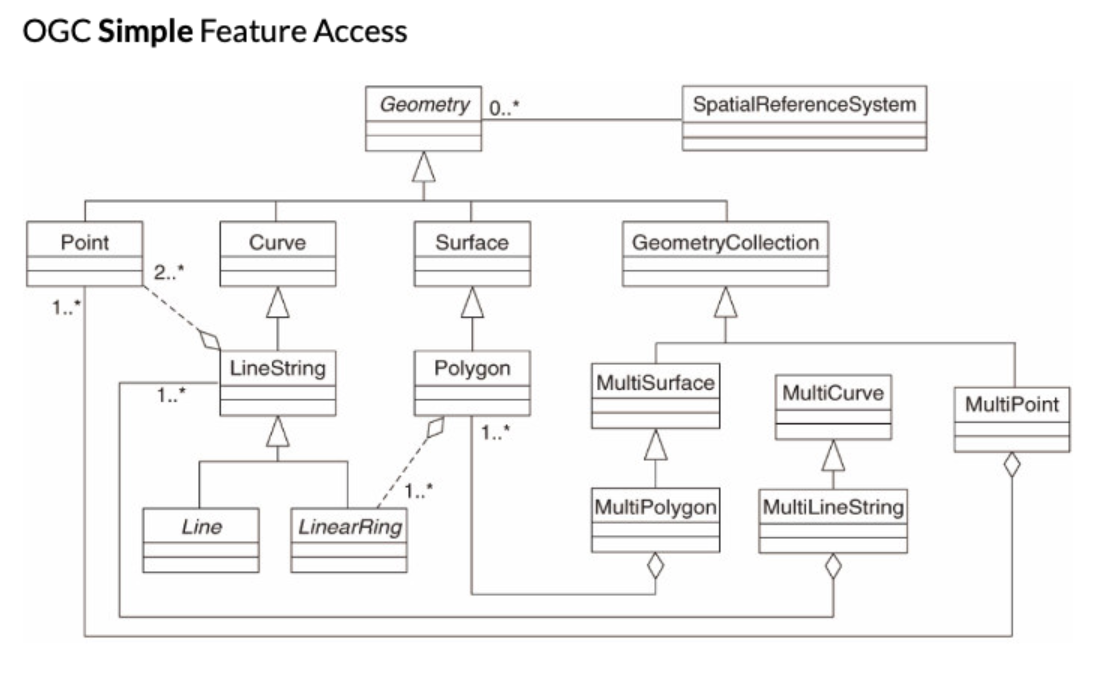 OGC Simple Feature Access
Geometry
0..*
SpatialReferenceSystem
Point
Curve
Surface
GeometryCollection
2..*
1..*
LineString
Polygon
MultiSurface
MultiCurve
MultiPoint
1..*
1..*
1..*
MultiPolygon
MultiLineString
Line
LinearRing